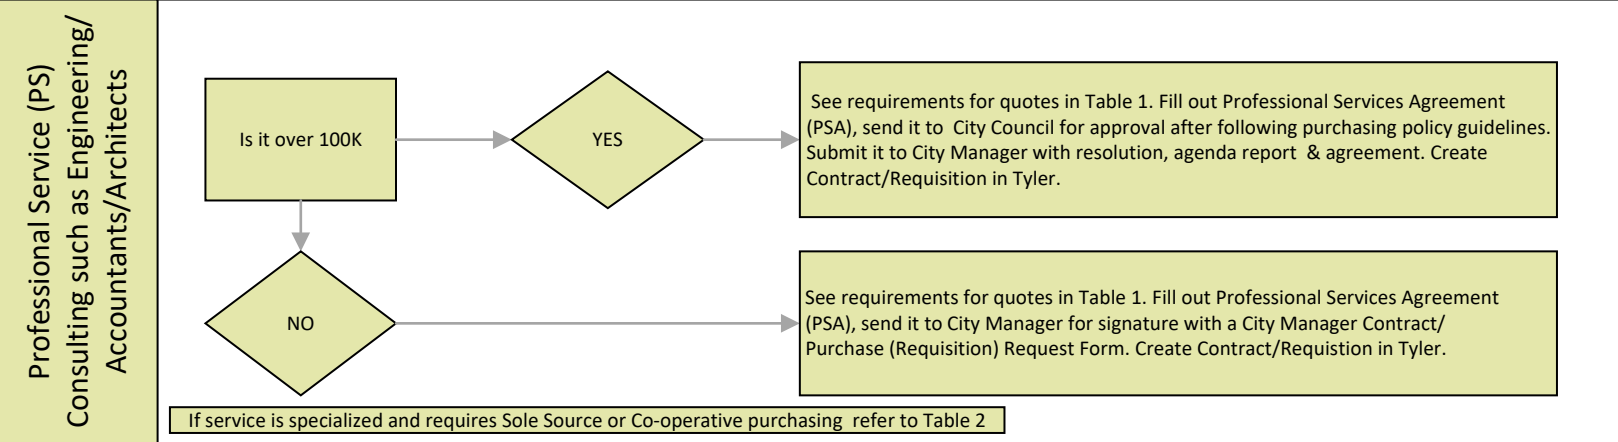 Professional Service (PS)
Consulting such as Engineering/
Accountants/Architects
Is it over 100K
YES
See requirements for quotes in Table 1. Fill out Professional Services Agreement
(PSA), send it to City Council for approval after following purchasing policy guidelines.
Submit it to City Manager with resolution, agenda report & agreement. Create
Contract/Requisition in Tyler.
NO
See requirements for quotes in Table 1. Fill out Professional Services Agreement
(PSA), send it to City Manager for signature with a City Manager Contract/
Purchase (Requisition) Request Form. Create Contract/Requistion in Tyler.
If service is specialized and requires Sole Source or Co-operative purchasing refer to Table 2